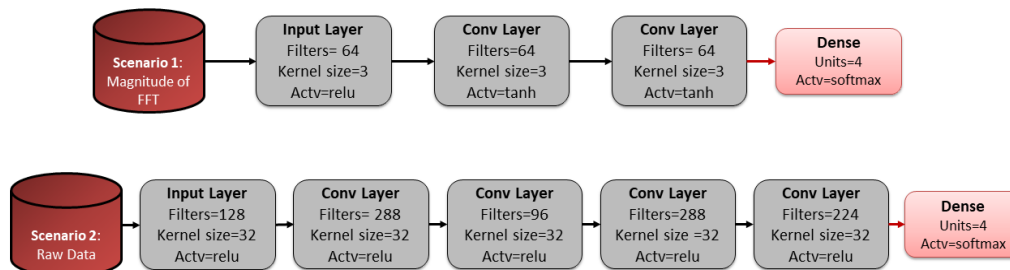 Scenario 1:
Magnitude of
FFT
Input Layer
Filters= 64
Kernel size=3
Actv=relu
Conv Layer
Filters=64
Kernel size=3
Actv=tanh
Conv Layer
Filters= 64
Kernel size=3
Actv=tanh
Dense
Units=4
Actv=softmax
Scenario 2:
Raw Data
Input Layer
Filters=128
Kernel size=32
Actv=relu
Conv Layer
Filters= 288
Kernel size=32
Actv=relu
Conv Layer
Filters=96
Kernel size=32
Actv=relu
Conv Layer
Filters=288
Kernel size =32
Actv=relu
Conv Layer
Filters=224
Kernel size=32
Actv=relu
Dense
Units=4
Actv=softmax